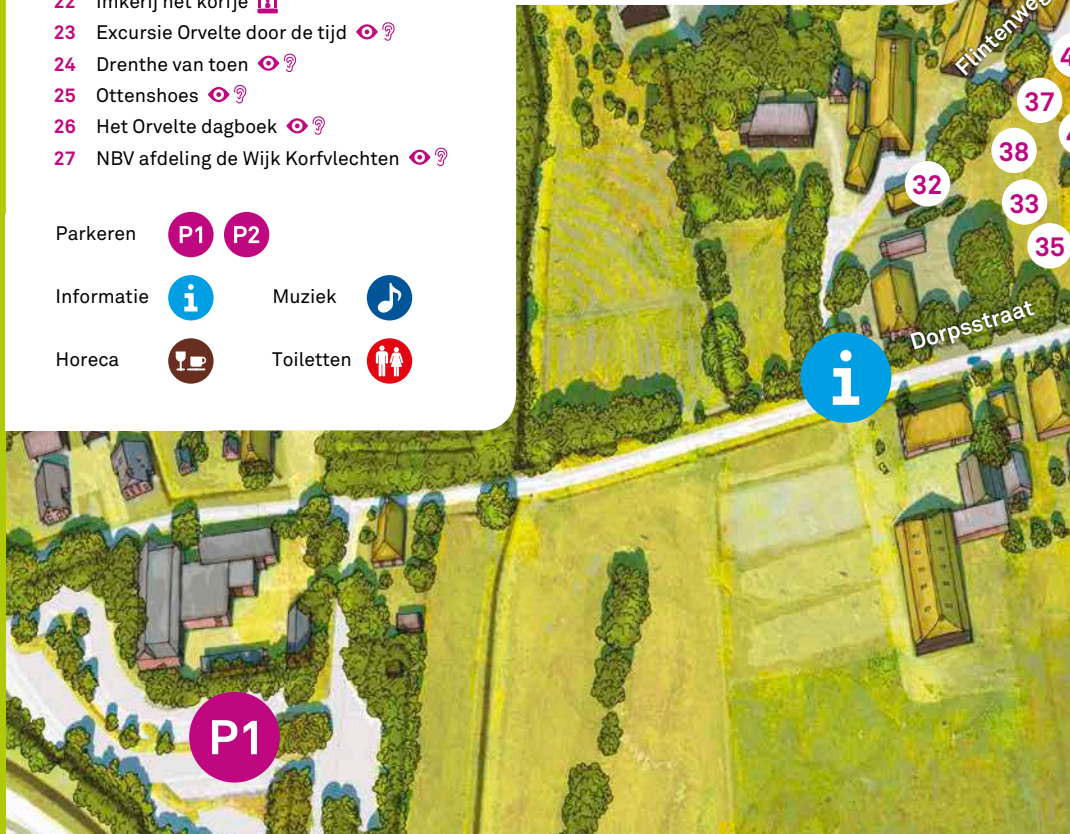 22 Imkerij het korfje
23 Excursie Orvelte door de tijd
24 Drenthe van toen
25 Ottenshoes
26 Het Orvelte dagboek
27 NBV afdeling de Wijk Korfvlechten
Parkeren P1 P2
Informatie i Muziek
Horeca Toiletten
Flintenweg
37
38
32
33
35
Dorpsstraat
i
P1